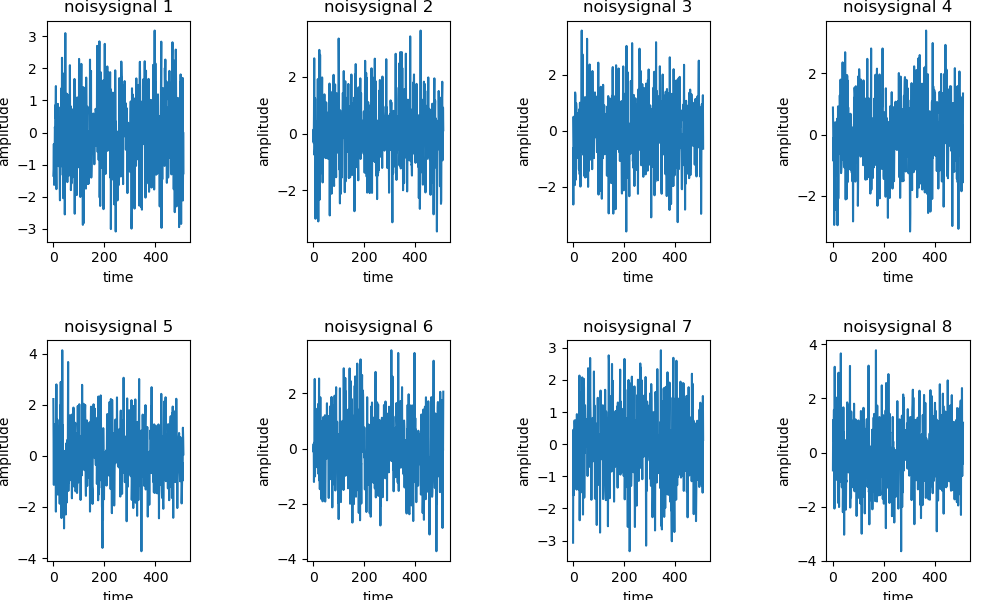 noisysignal 1 noisysignal 2 noisysignal 3 noisysignal 4
amplitude amplitude amplitude amplitude
3 2 1 0 −1 −2 −3
2 0 −2
2 0 −2
2 0 −2
0 200 400 0 200 400 0 200 400 0 200 400
time time time time
noisysignal 5 noisysignal 6 noisysignal 7 noisysignal 8
amplitude amplitude amplitude amplitude
4 2 0 −2 −4
2 0 −2 −4
3 2 1 0 −1 −2 −3
4 2 0 −2 −4
0 200 400 0 200 400 0 200 400 0 200 400
time time time time